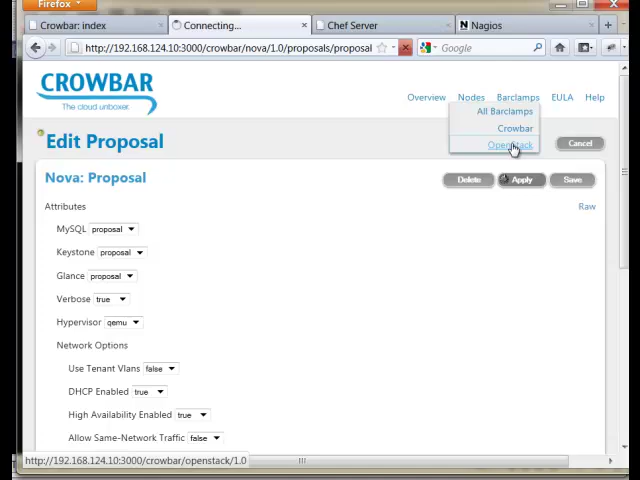 Firefox
Crowbar: index
Connecting...
Chef Server
Nagios
http://192.168.124.10:3000/crowbar/nova/1.0/proposals/proposal
Google
CROWBAR
The cloud unboxer.
Overview Nodes Barclamps EULA Help
All Barclamps
Crowbar
OpenStack
Edit Proposal
Cancel
Nova: Proposal
Delete Apply Save
Attributes
Raw
MySQL proposal
Keystone proposal
Glance proposal
Verbose true
Hypervisor qemu
Network Options
Use Tenant Vlans false
DHCP Enabled true
High Availability Enabled true
Allow Same-Network Traffic false
http://192.168.124.10:3000/crowbar/openstack/1.0